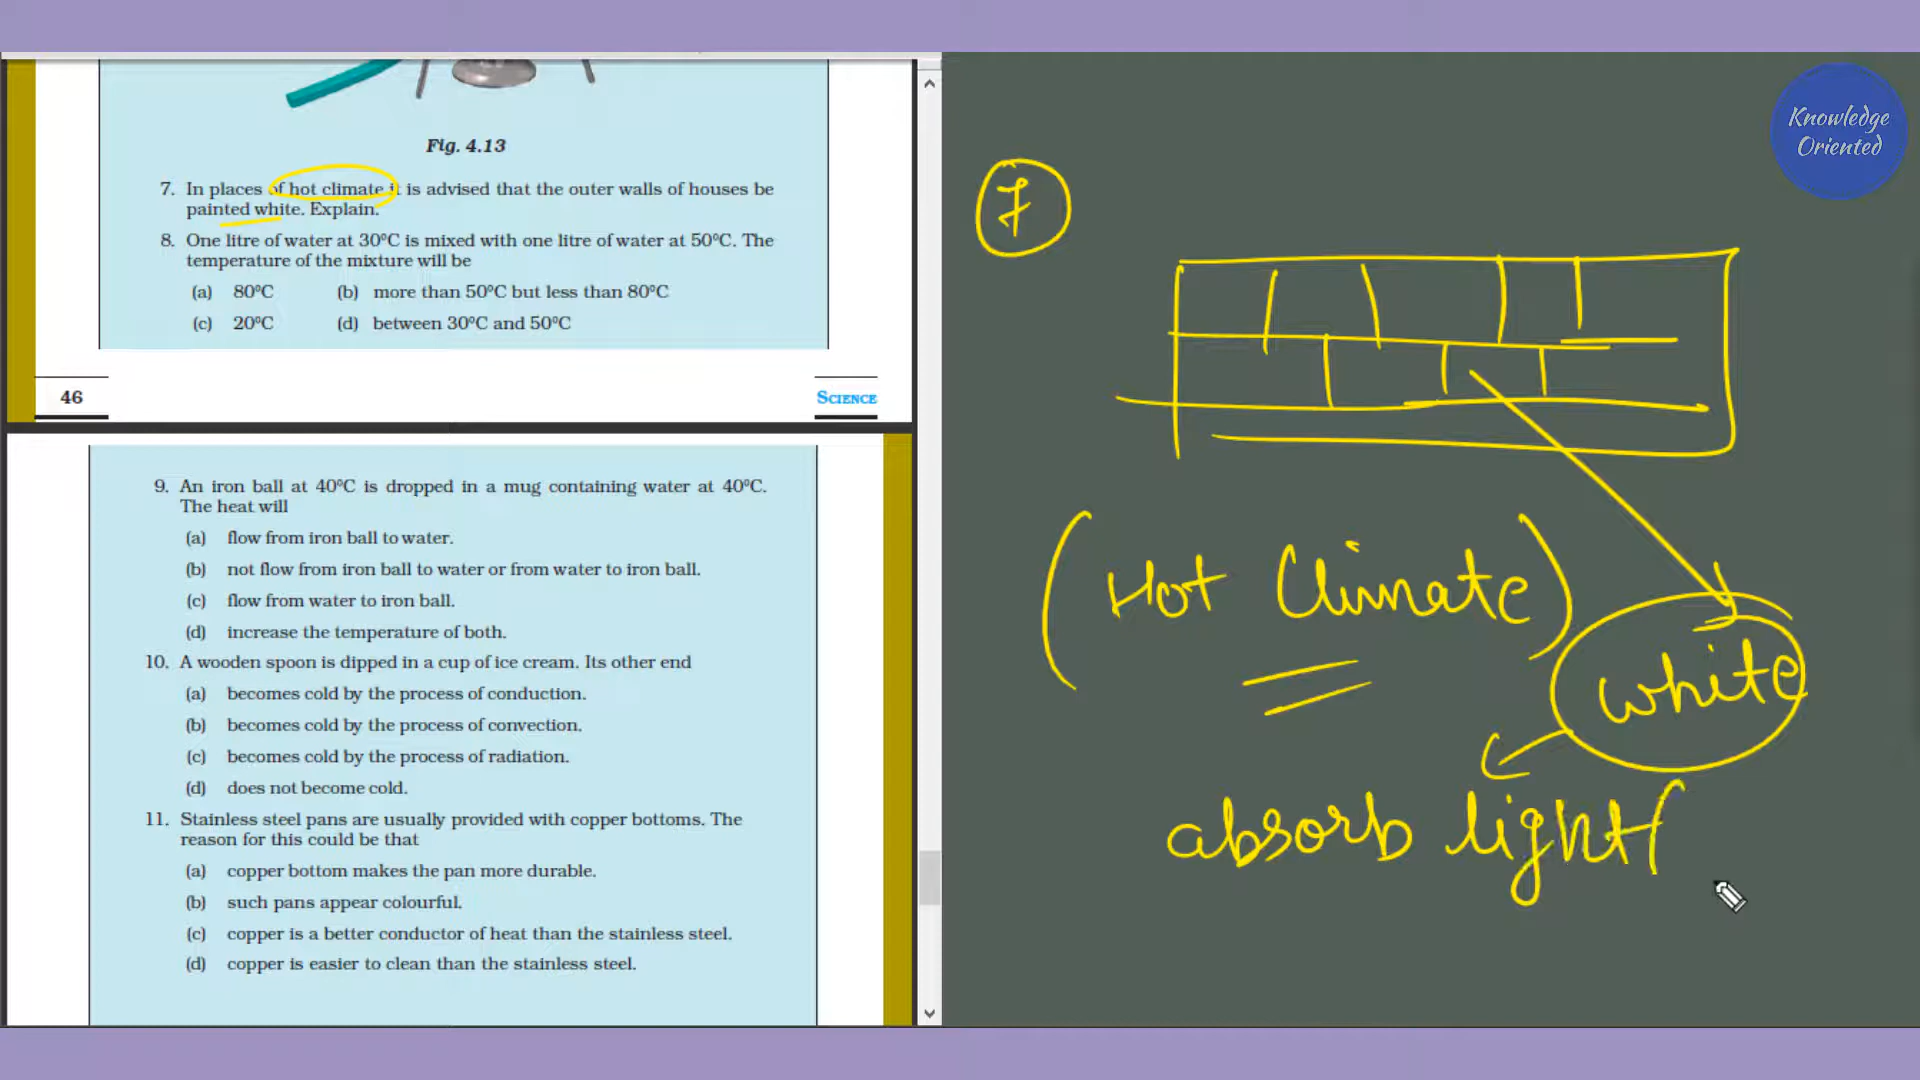 Fig. 4.13
7. In places of hot climate it is advised that the outer walls of houses be
painted white. Explain.
8. One litre of water at 30ºC is mixed with one litre of water at 50ºC. The
temperature of the mixture will be
(a) 80ºC (b) more than 50ºC but less than 80ºC
(c) 20ºC (d) between 30ºC and 50ºC
46 SCIENCE
9. An iron ball at 40ºC is dropped in a mug containing water at 40ºC.
The heat will
(a) flow from iron ball to water.
(b) not flow from iron ball to water or from water to iron ball.
(c) flow from water to iron ball.
(d) increase the temperature of both.
10. A wooden spoon is dipped in a cup of ice cream. Its other end
(a) becomes cold by the process of conduction.
(b) becomes cold by the process of convection.
(c) becomes cold by the process of radiation.
(d) does not become cold.
11. Stainless steel pans are usually provided with copper bottoms. The
reason for this could be that
(a) copper bottom makes the pan more durable.
(b) such pans appear colourful.
(c) copper is a better conductor of heat than the stainless steel.
(d) copper is easier to clean than the stainless steel.
Knowledge
Oriented
7
(Hot Climate)
white
absorb light